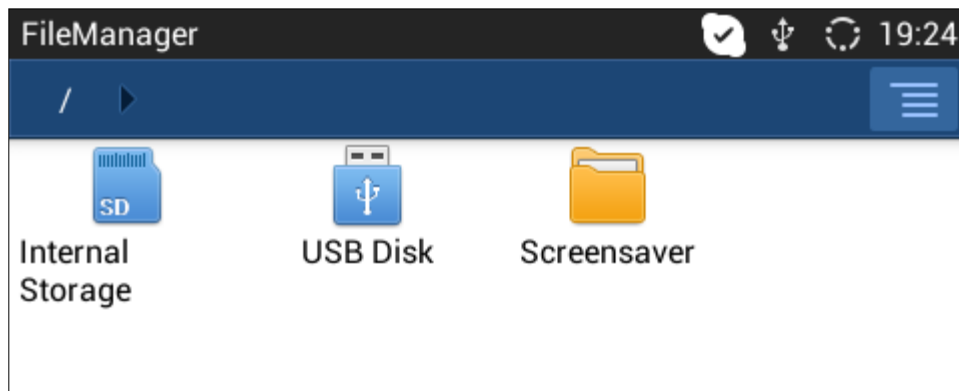 FileManager 19:24
/
SD
Internal
Storage
USB Disk
Screensaver